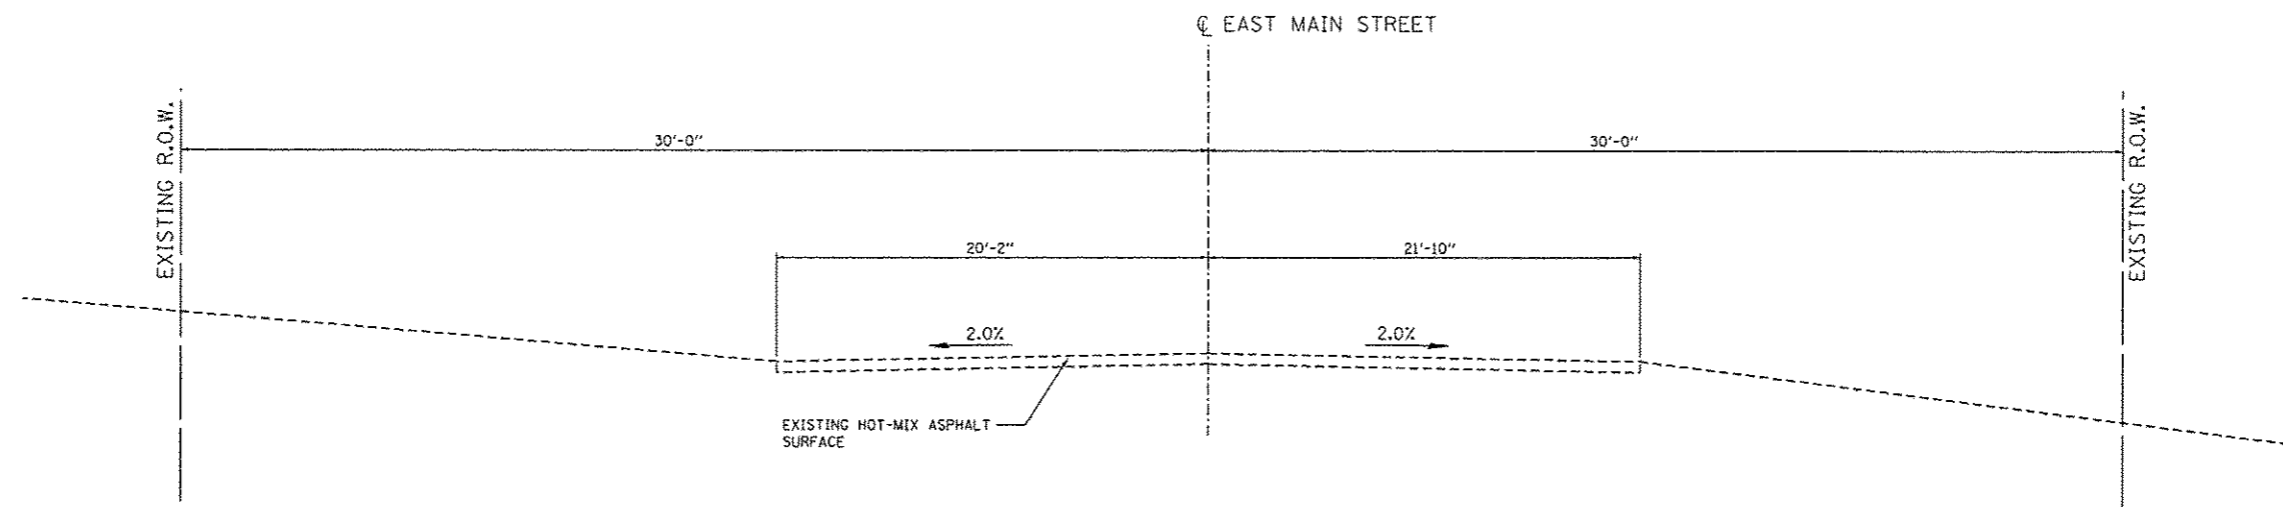 ℄ EAST MAIN STREET
EXISTING R.O.W.
30'-0"
30'-0"
EXISTING R.O.W.
20'-2"
21'-10"
2.0%
2.0%
EXISTING HOT-MIX ASPHALT
SURFACE